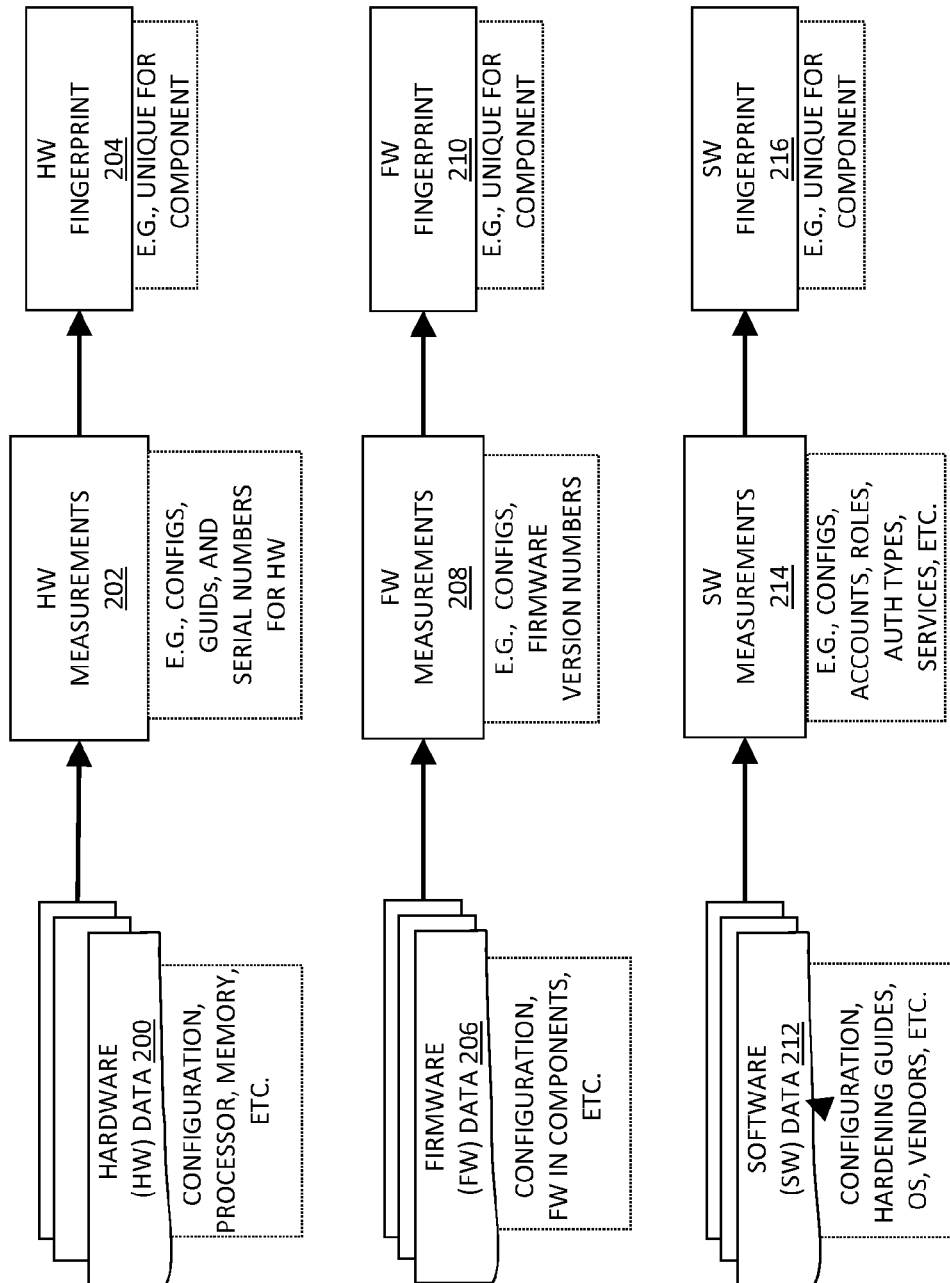 HARDWARE
(HW) DATA 200
CONFIGURATION,
PROCESSOR, MEMORY,
ETC.
HW
MEASUREMENTS
202
E.G., CONFIGS,
GUIDs, AND
SERIAL NUMBERS
FOR HW
HW
FINGERPRINT
204
E.G., UNIQUE FOR
COMPONENT
FIRMWARE
(FW) DATA 206
CONFIGURATION,
FW IN COMPONENTS,
ETC.
FW
MEASUREMENTS
208
E.G., CONFIGS,
FIRMWARE
VERSION NUMBERS
FW
FINGERPRINT
210
E.G., UNIQUE FOR
COMPONENT
SOFTWARE
(SW) DATA 212
CONFIGURATION,
HARDENING GUIDES,
OS, VENDORS, ETC.
SW
MEASUREMENTS
214
E.G., CONFIGS,
ACCOUNTS, ROLES,
AUTH TYPES,
SERVICES, ETC.
SW
FINGERPRINT
216
E.G., UNIQUE FOR
COMPONENT